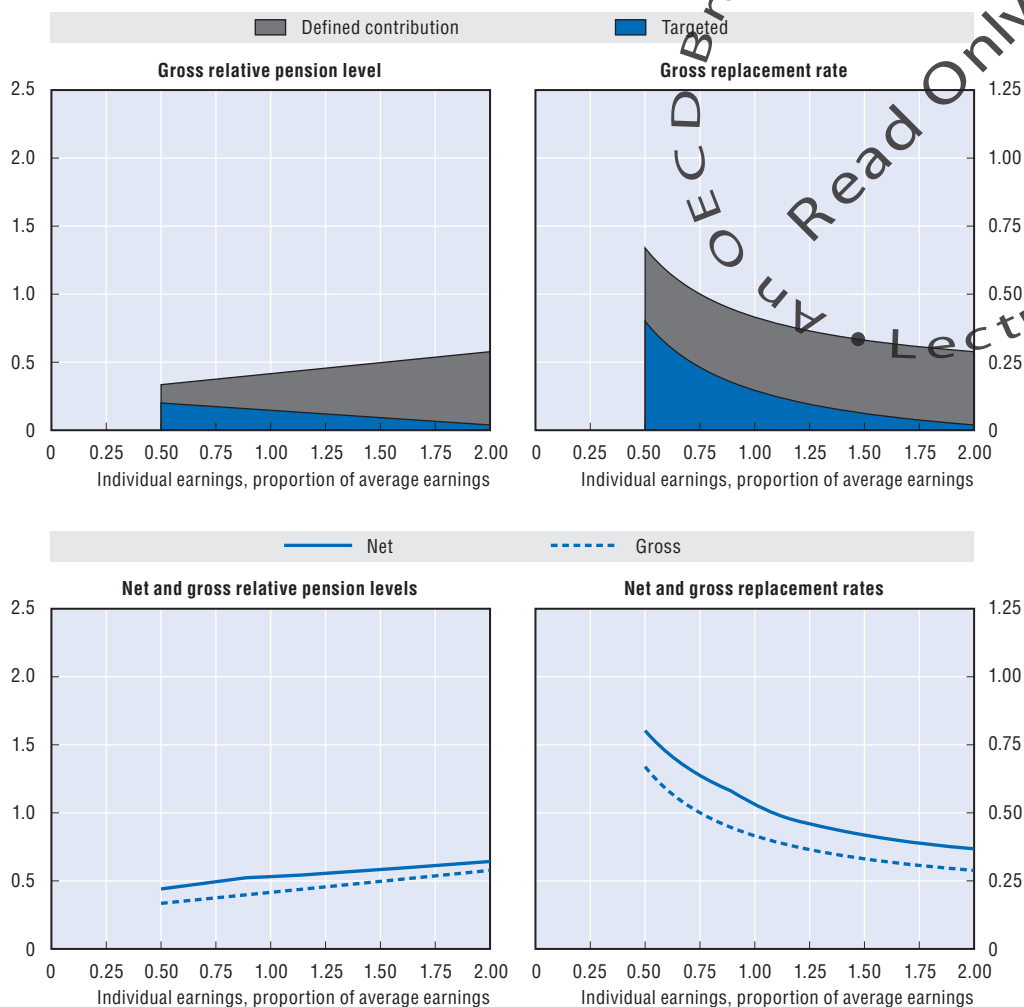 Defined contribution Targeted
Gross relative pension level
2.5
2.0
1.5
1.0
0.5
0
0 0.25 0.50 0.75 1.00 1.25 1.50 1.75 2.00
Individual earnings, proportion of average earnings
Gross replacement rate
1.25
1.00
0.75
0.50
0.25
0
0 0.25 0.50 0.75 1.00 1.25 1.50 1.75 2.00
Individual earnings, proportion of average earnings
An OECD B
Read Only
• Lect
Net Gross
Net and gross relative pension levels
2.5
2.0
1.5
1.0
0.5
0
0 0.25 0.50 0.75 1.00 1.25 1.50 1.75 2.00
Individual earnings, proportion of average earnings
Net and gross replacement rates
1.25
1.00
0.75
0.50
0.25
0
0 0.25 0.50 0.75 1.00 1.25 1.50 1.75 2.00
Individual earnings, proportion of average earnings